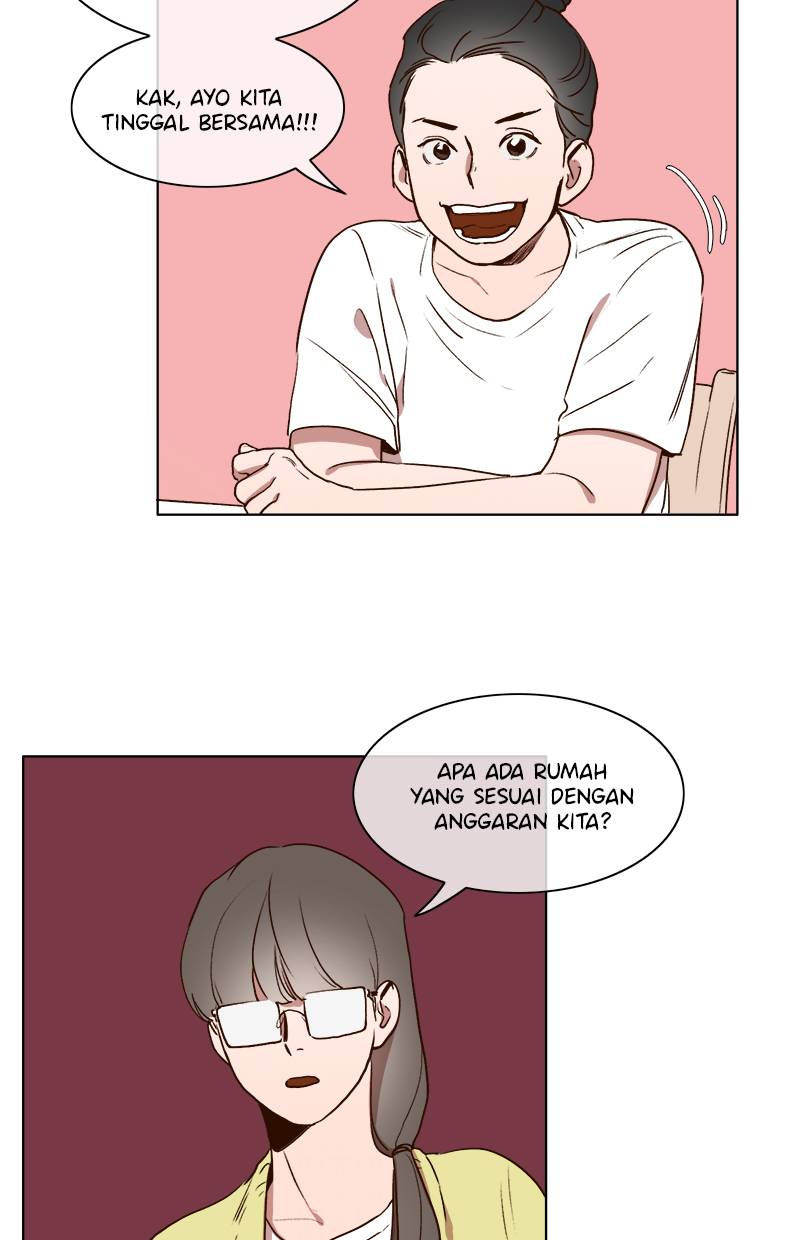 KAK, AYO KITA
TINGGAL BERSAMA!!!
APA ADA RUMAH
YANG SESUAI DENGAN
ANGGARAN KITA?